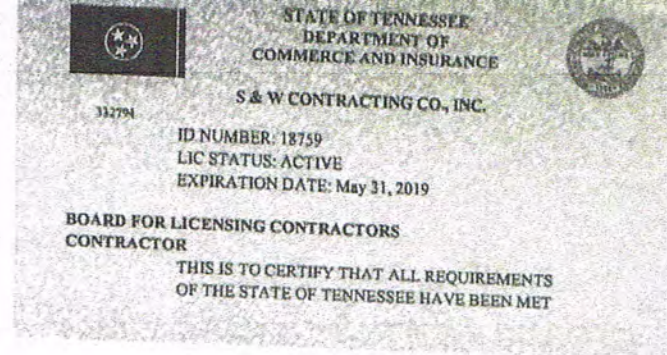 STATE OF TENNESSEE
DEPARTMENT OF
COMMERCE AND INSURANCE
S & W CONTRACTING CO., INC.
332794
ID NUMBER: 18759
LIC STATUS: ACTIVE
EXPIRATION DATE: May 31, 2019
BOARD FOR LICENSING CONTRACTORS
CONTRACTOR
THIS IS TO CERTIFY THAT ALL REQUIREMENTS
OF THE STATE OF TENNESSEE HAVE BEEN MET